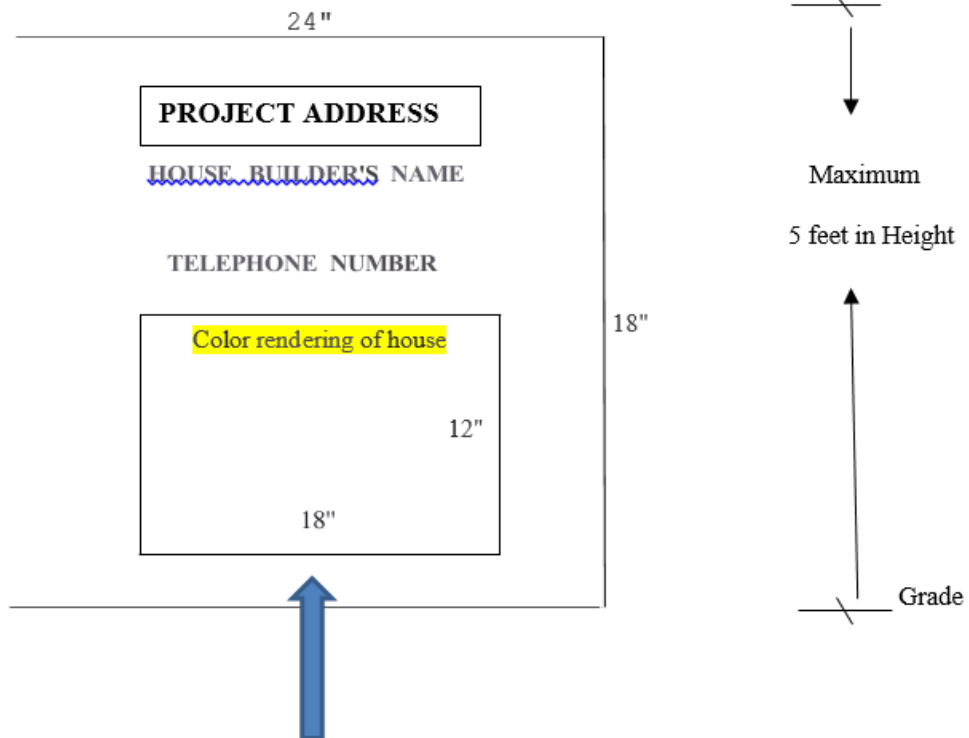 24"
PROJECT ADDRESS
HOUSE BUILDER'S NAME
TELEPHONE NUMBER
Color rendering of house
12"
18"
18"
Maximum
5 feet in Height
Grade